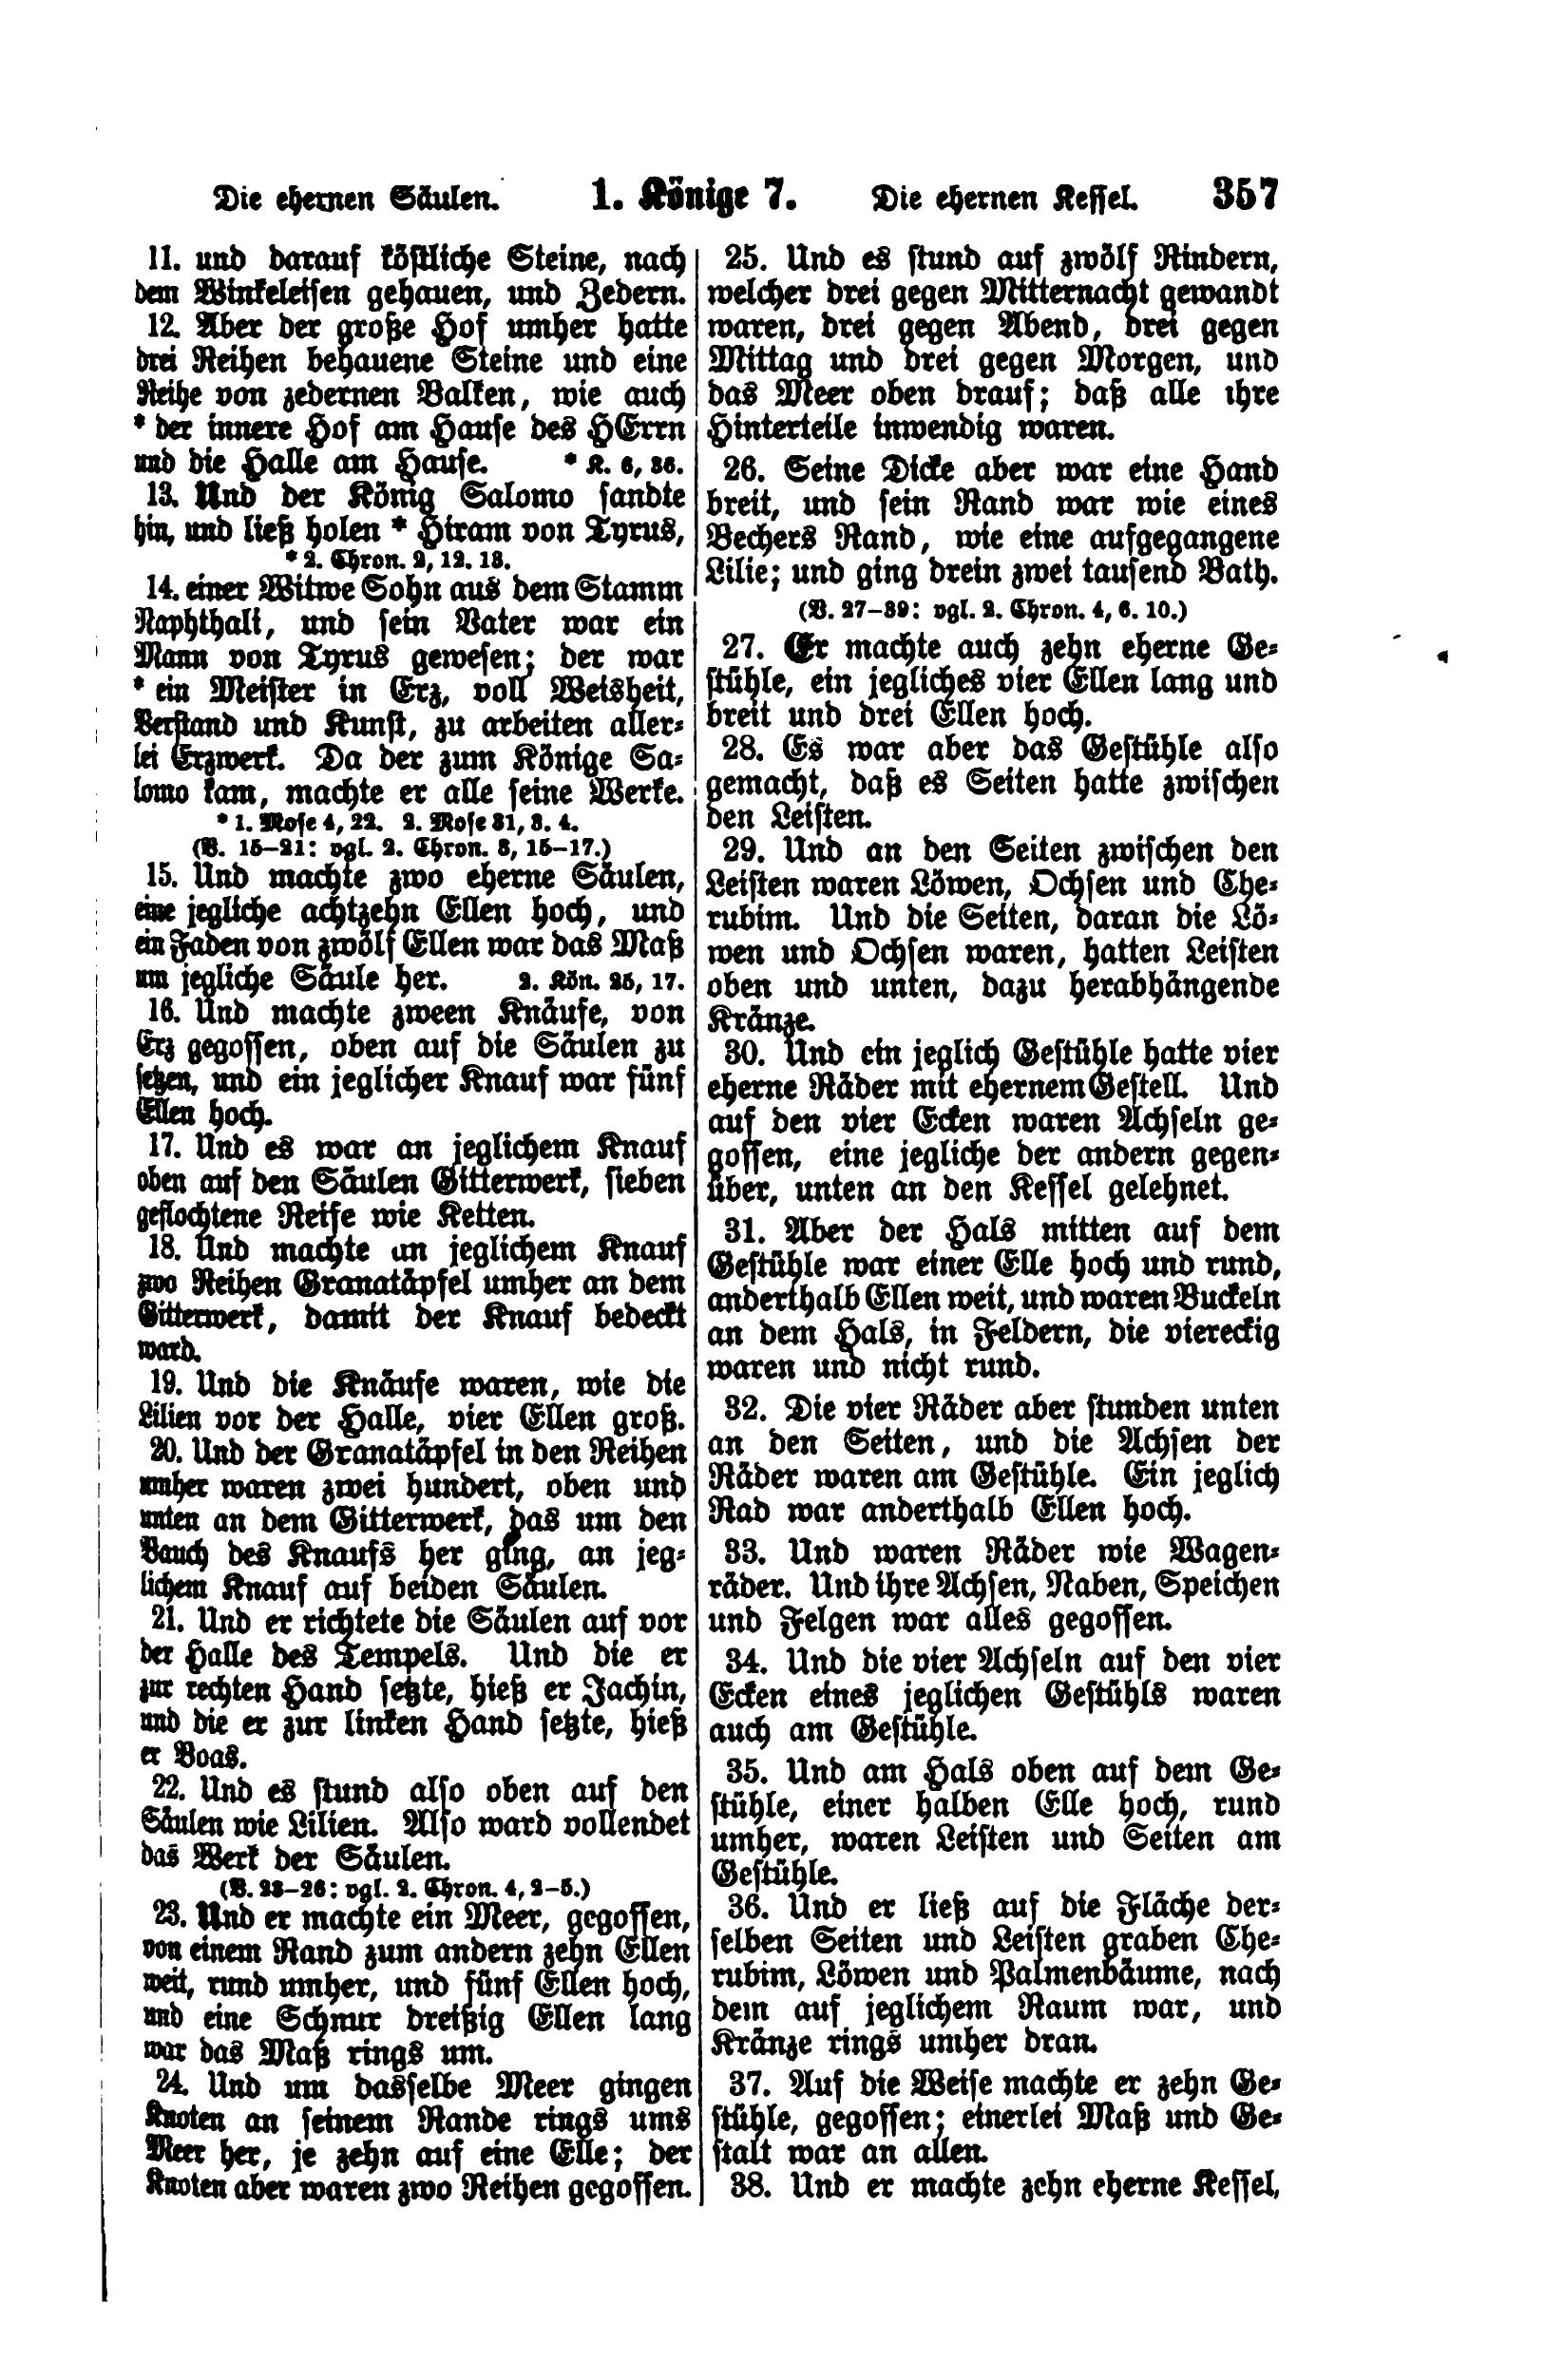 Die ehernen Säulen. 1. Könige 7. Die ehernen Kessel. 357
11. und darauf köstliche Steine, nach
dem Winkeleisen gehauen, und Zedern.
12. Aber der große Hof umher hatte
drei Reihen behauene Steine und eine
Reihe von zedernen Balken, wie auch
* der innere Hof am Hause des HErrn
und die Halle am Hause. * K. 6, 36.
13. Und der König Salomo sandte
hin, und ließ holen * Hiram von Tyrus,
* 2. Chron. 2, 12. 13.
14. einer Witwe Sohn aus dem Stamm
Naphthali, und sein Vater war ein
Mann von Tyrus gewesen; der war
* ein Meister in Erz, voll Weisheit,
Verstand und Kunst, zu arbeiten aller-
lei Erzwerk. Da der zum Könige Sa-
lomo kam, machte er alle seine Werke.
* 1. Mose 4, 22. 2. Mose 31, 3. 4.
(V. 15–21: vgl. 2. Chron. 3, 15–17.)
15. Und machte zwo eherne Säulen,
eine jegliche achtzehn Ellen hoch, und
ein Faden von zwölf Ellen war das Maß
um jegliche Säule her. 2. Kön. 25, 17.
16. Und machte zween Knäufe, von
Erz gegossen, oben auf die Säulen zu
setzen, und ein jeglicher Knauf war fünf
Ellen hoch.
17. Und es war an jeglichem Knauf
oben auf den Säulen Gitterwerk, sieben
geflochtene Reife wie Ketten.
18. Und machte an jeglichem Knauf
zwo Reihen Granatäpfel umher an dem
Gitterwerk, damit der Knauf bedeckt
ward.
19. Und die Knäufe waren, wie die
Lilien vor der Halle, vier Ellen groß.
20. Und der Granatäpfel in den Reihen
umher waren zwei hundert, oben und
unten an dem Gitterwerk, das um den
Bauch des Knaufs her ging, an jeg-
lichem Knauf auf beiden Säulen.
21. Und er richtete die Säulen auf vor
der Halle des Tempels. Und die er
zur rechten Hand setzte, hieß er Jachin,
und die er zur linken Hand setzte, hieß
er Boas.
22. Und es stund also oben auf den
Säulen wie Lilien. Also ward vollendet
das Werk der Säulen.
(V. 23–26: vgl. 2. Chron. 4, 2–5.)
23. Und er machte ein Meer, gegossen,
von einem Rand zum andern zehn Ellen
weit, rund umher, und fünf Ellen hoch,
und eine Schnur dreißig Ellen lang
war das Maß rings um.
24. Und um dasselbe Meer gingen
Knoten an seinem Rande rings ums
Meer her, je zehn auf eine Elle; der
Knoten aber waren zwo Reihen gegossen.
25. Und es stund auf zwölf Rindern,
welcher drei gegen Mitternacht gewandt
waren, drei gegen Abend, drei gegen
Mittag und drei gegen Morgen, und
das Meer oben drauf; daß alle ihre
Hinterteile inwendig waren.
26. Seine Dicke aber war eine Hand
breit, und sein Rand war wie eines
Bechers Rand, wie eine aufgegangene
Lilie; und ging drein zwei tausend Bath.
(V. 27–39: vgl. 2. Chron. 4, 6. 10.)
27. Er machte auch zehn eherne Ge-
stühle, ein jegliches vier Ellen lang und
breit und drei Ellen hoch.
28. Es war aber das Gestühle also
gemacht, daß es Seiten hatte zwischen
den Leisten.
29. Und an den Seiten zwischen den
Leisten waren Löwen, Ochsen und Che-
rubim. Und die Seiten, daran die Lö-
wen und Ochsen waren, hatten Leisten
oben und unten, dazu herabhängende
Kränze.
30. Und ein jeglich Gestühle hatte vier
eherne Räder mit ehernem Gestell. Und
auf den vier Ecken waren Achseln ge-
gossen, eine jegliche der andern gegen-
über, unten an den Kessel gelehnet.
31. Aber der Hals mitten auf dem
Gestühle war einer Elle hoch und rund,
anderthalb Ellen weit, und waren Buckeln
an dem Hals, in Feldern, die viereckig
waren und nicht rund.
32. Die vier Räder aber stunden unten
an den Seiten, und die Achsen der
Räder waren am Gestühle. Ein jeglich
Rad war anderthalb Ellen hoch.
33. Und waren Räder wie Wagen-
räder. Und ihre Achsen, Naben, Speichen
und Felgen war alles gegossen.
34. Und die vier Achseln auf den vier
Ecken eines jeglichen Gestühls waren
auch am Gestühle.
35. Und am Hals oben auf dem Ge-
stühle, einer halben Elle hoch, rund
umher, waren Leisten und Seiten am
Gestühle.
36. Und er ließ auf die Fläche der-
selben Seiten und Leisten graben Che-
rubim, Löwen und Palmenbäume, nach
dem auf jeglichem Raum war, und
Kränze rings umher dran.
37. Auf die Weise machte er zehn Ge-
stühle, gegossen; einerlei Maß und Ge-
stalt war an allen.
38. Und er machte zehn eherne Kessel,